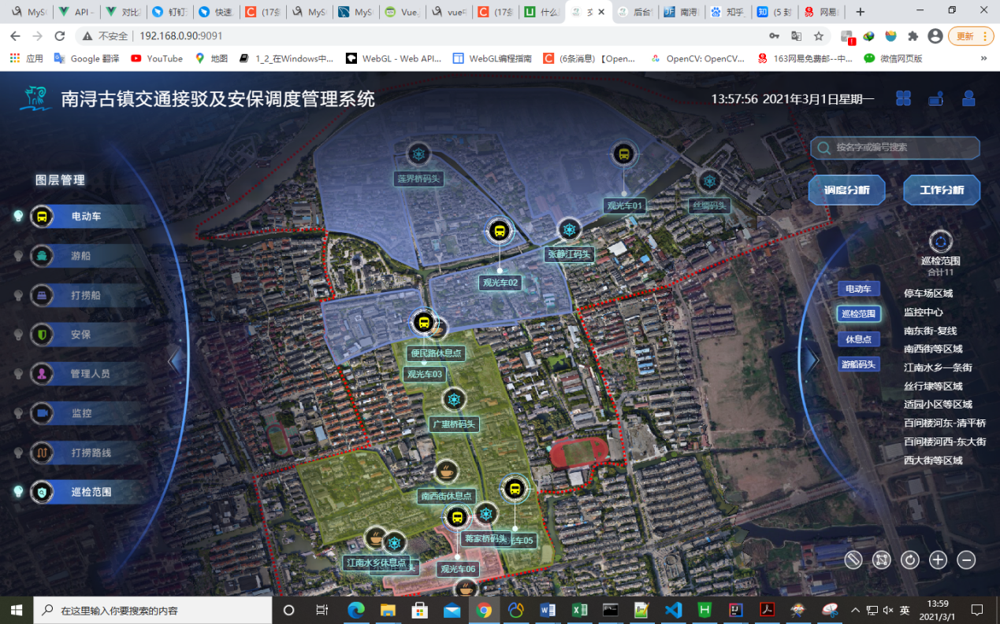 MyS
API -
对比
钉钉
快速
(17
MyS
MyS
Vue.
vue
(17
什么
后台
南浔
知乎_
(5 封
网易
不安全 192.168.0.90:9091
更新
应用
Google 翻译
YouTube
地图
1_2_在Windows中...
WebGL - Web API...
WebGL编程指南
(6条消息) 【Open...
OpenCV: OpenCV...
163网易免费邮--中...
微信网页版
»
南浔古镇交通接驳及安保调度管理系统
13:57:56 2021年3月1日星期一
按名字或编号搜索
调度分析
工作分析
图层管理
电动车
游船
打捞船
安保
管理人员
监控
打捞路线
巡检范围
莲界桥码头
观光车01
丝绸码头
张静江码头
观光车02
便民路休息点
观光车03
广惠桥码头
南西街休息点
蒋家桥码头
车05
江南水乡休息点
观光车06
巡检范围
合计11
电动车
巡检范围
休息点
游船码头
停车场区域
监控中心
南东街-复线
南西街等区域
江南水乡一条街
丝行埭等区域
适园小区等区域
百间楼河东-清平桥
百间楼河西-东大街
西大街等区域
在这里输入你要搜索的内容
英
13:59
2021/3/1